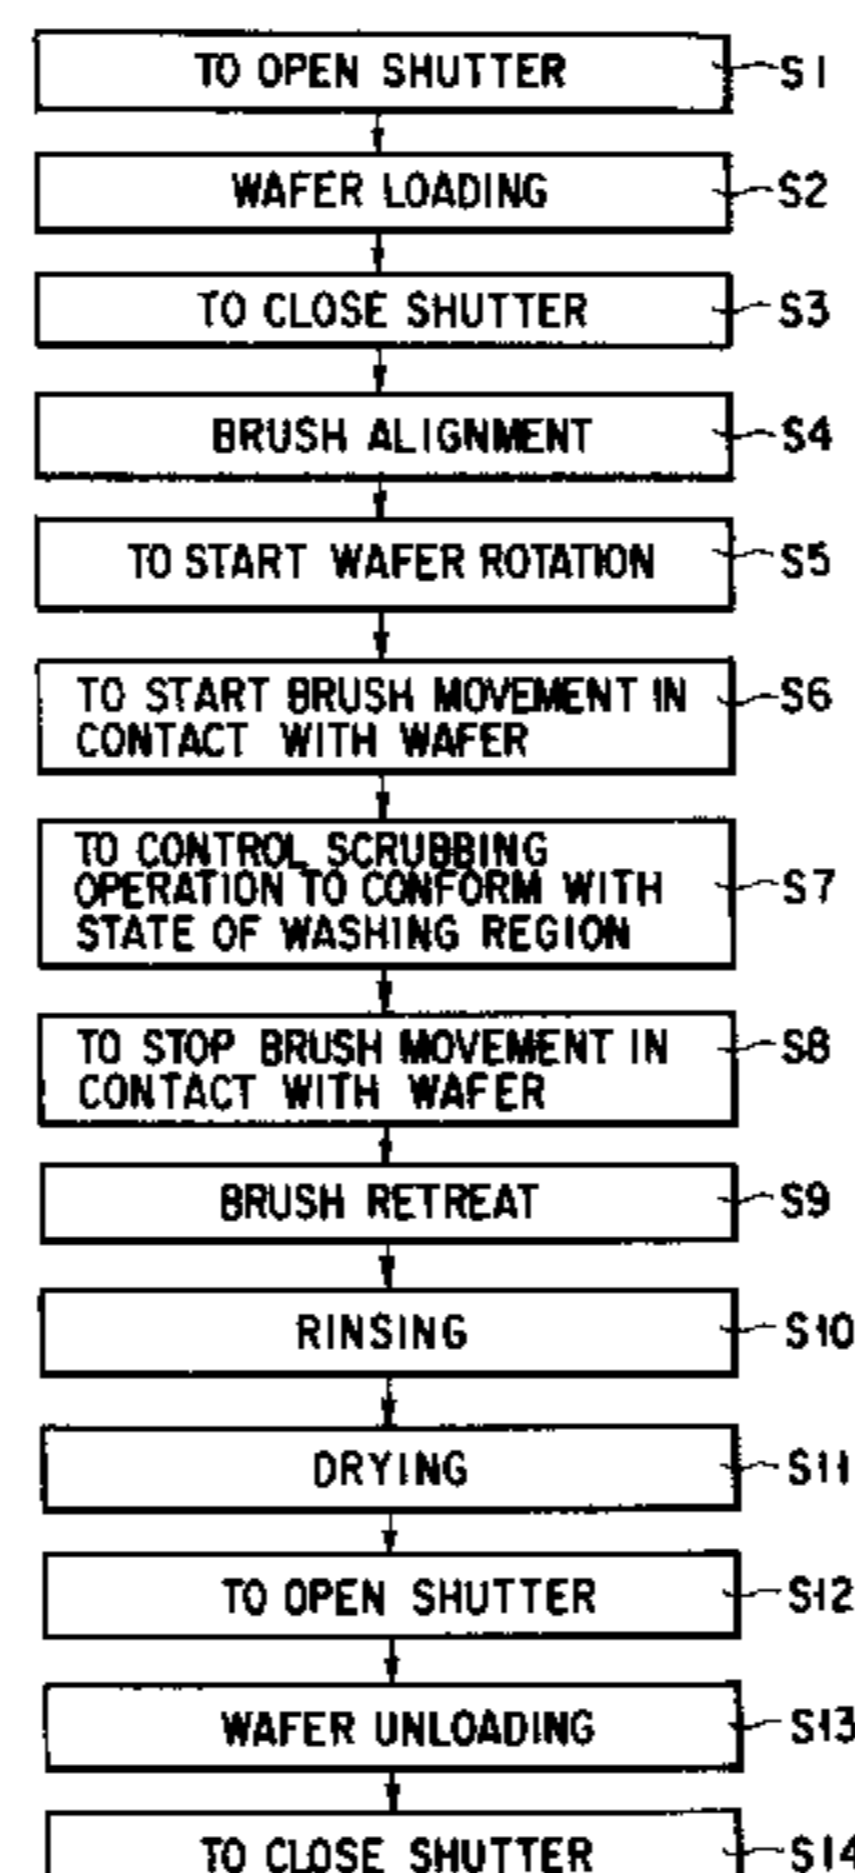 TO OPEN SHUTTER S1
WAFER LOADING S2
TO CLOSE SHUTTER S3
BRUSH ALIGNMENT S4
TO START WAFER ROTATION S5
TO START BRUSH MOVEMENT IN S6
CONTACT WITH WAFER
TO CONTROL SCRUBBING
OPERATION TO CONFORM WITH S7
STATE OF WASHING REGION
TO STOP BRUSH MOVEMENT IN S8
CONTACT WITH WAFER
BRUSH RETREAT S9
RINSING S10
DRYING S11
TO OPEN SHUTTER S12
WAFER UNLOADING S13
TO CLOSE SHUTTER S14